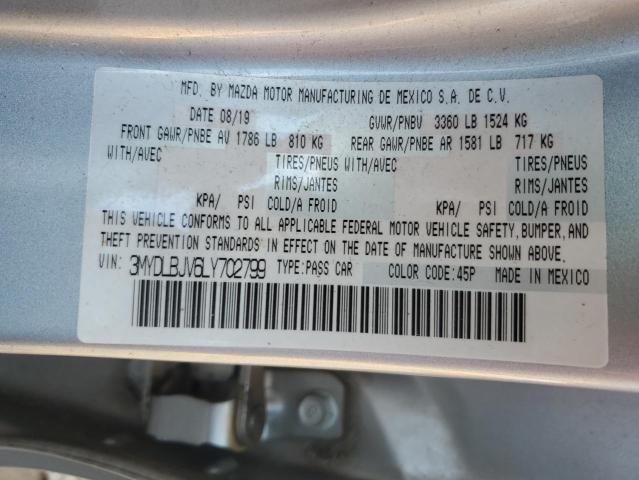 MFD. BY MAZDA MOTOR MANUFACTURING DE MEXICO S.A. DE C.V.
DATE 08/19 GVWR/PNBV 3360 LB 1524 KG
FRONT GAWR/PNBE AV 1786 LB 810 KG REAR GAWR/PNBE AR 1581 LB 717 KG
WITH/AVEC TIRES/PNEUS WITH/AVEC TIRES/PNEUS
RIMS/JANTES RIMS/JANTES
KPA/ PSI COLD/A FROID KPA/ PSI COLD/A FROID
THIS VEHICLE CONFORMS TO ALL APPLICABLE FEDERAL MOTOR VEHICLE SAFETY, BUMPER, AND
THEFT PREVENTION STANDARDS IN EFFECT ON THE DATE OF MANUFACTURE SHOWN ABOVE.
VIN: 3MYDLBJV6LY702799 TYPE:PASS CAR COLOR CODE:45P MADE IN MEXICO